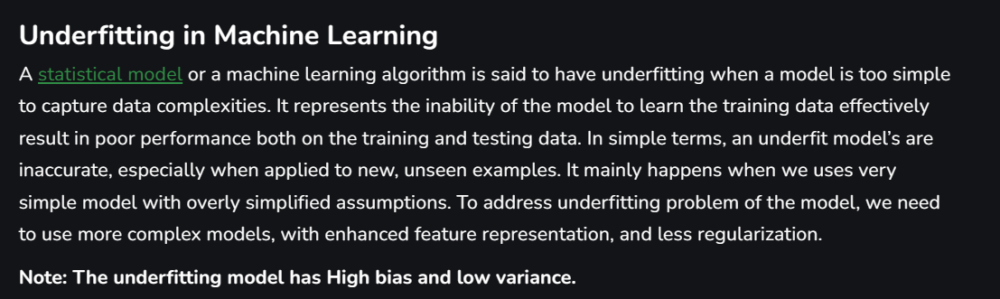 Underfitting in Machine Learning
A statistical model or a machine learning algorithm is said to have underfitting when a model is too simple
to capture data complexities. It represents the inability of the model to learn the training data effectively
result in poor performance both on the training and testing data. In simple terms, an underfit model’s are
inaccurate, especially when applied to new, unseen examples. It mainly happens when we uses very
simple model with overly simplified assumptions. To address underfitting problem of the model, we need
to use more complex models, with enhanced feature representation, and less regularization.
Note: The underfitting model has High bias and low variance.